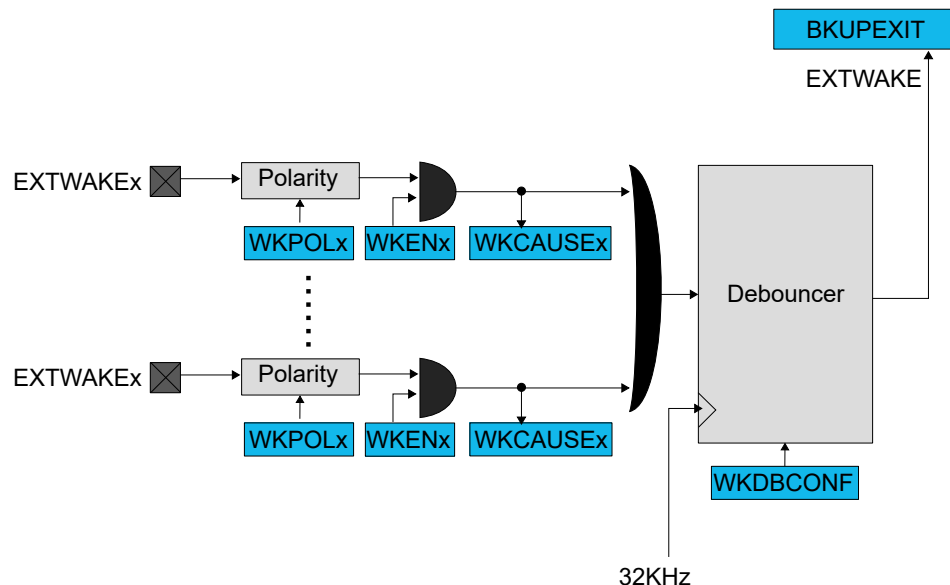 BKUPEXIT
EXTWAKE
EXTWAKEx
Polarity
WKPOLx
WKENx
WKCAUSEx
Debouncer
EXTWAKEx
Polarity
WKPOLx
WKENx
WKCAUSEx
WKDBCONF
32KHz